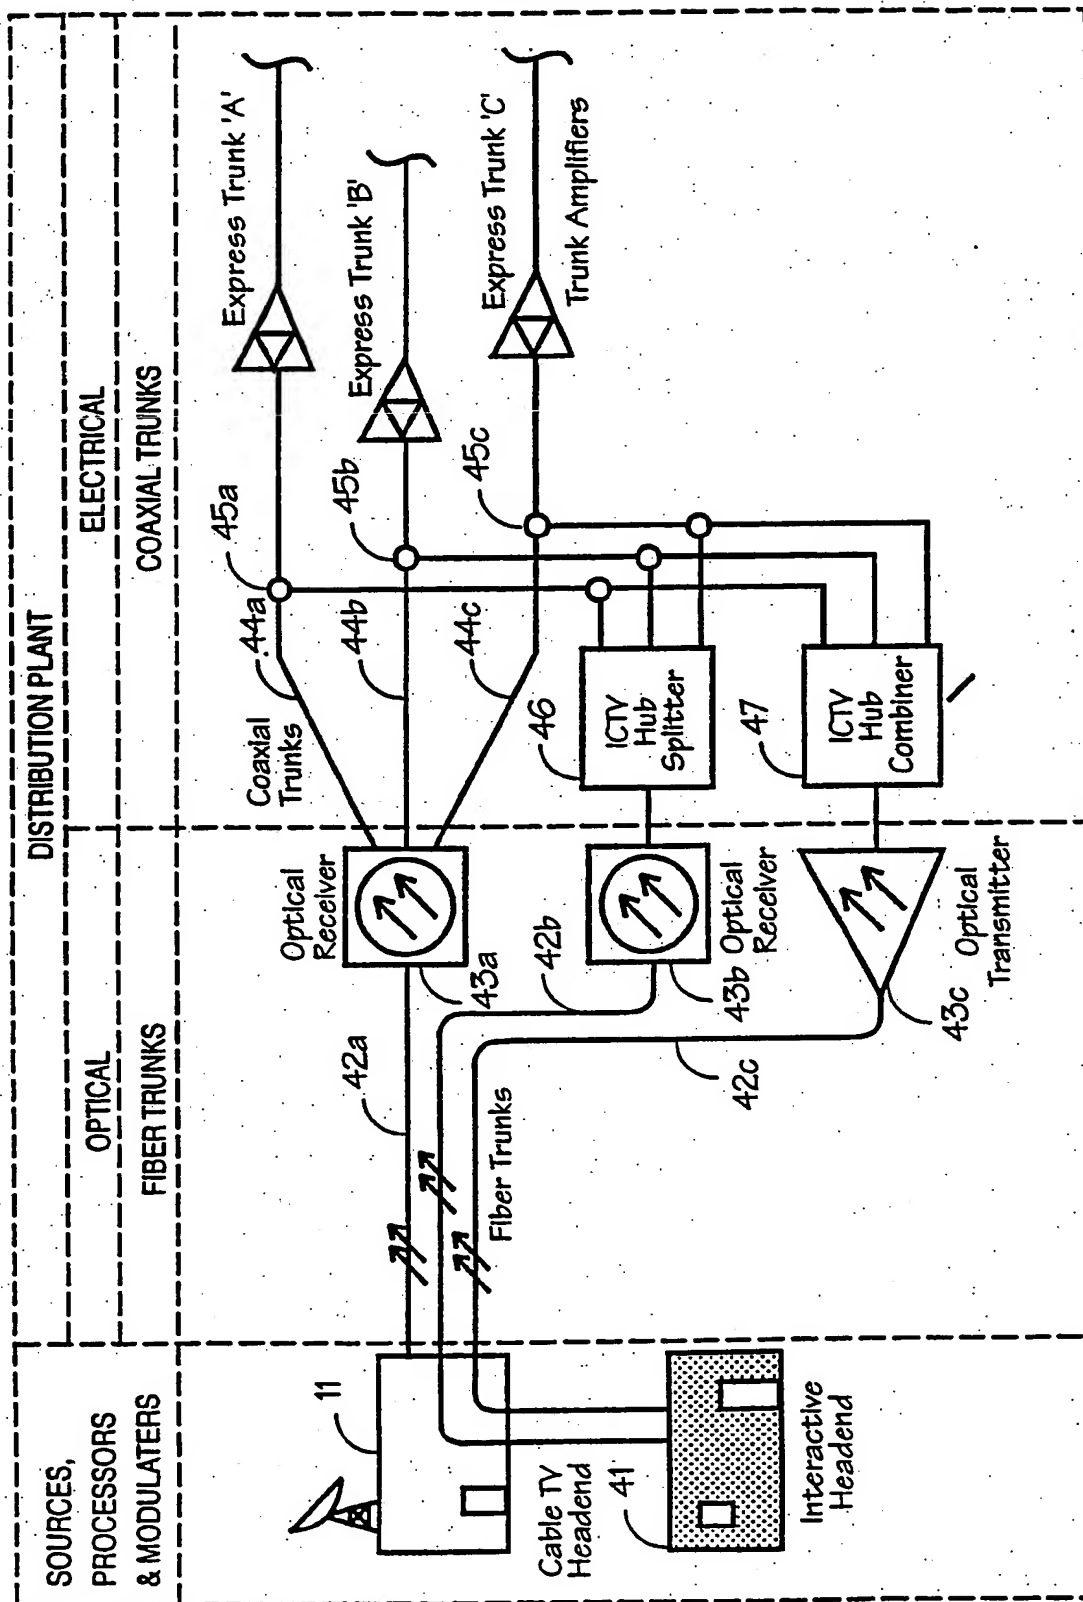 DISTRIBUTION PLANT
SOURCES,
PROCESSORS
& MODULATERS
OPTICAL
ELECTRICAL
FIBER TRUNKS
COAXIAL TRUNKS
Express Trunk 'A'
Express Trunk 'B'
Express Trunk 'C'
Trunk Amplifiers
45a
45b
45c
44a
44b
44c
Coaxial
Trunks
46
ICTV
Hub
Splitter
47
ICTV
Hub
Combiner
Optical
Receiver
43a
42b
43b
Optical
Receiver
43c
Optical
Transmitter
42a
42c
Fiber Trunks
11
Cable TV
Headend
41
Interactive
Headend